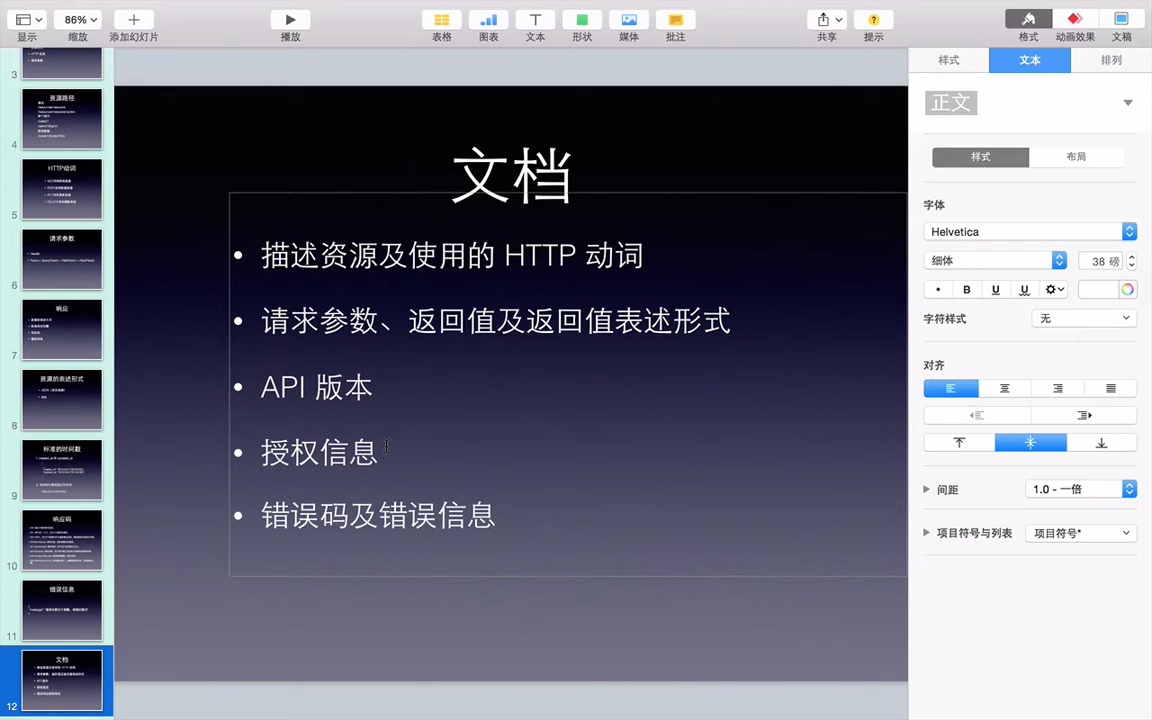 显示
86%
缩放
添加幻灯片
播放
表格
图表
文本
形状
媒体
批注
共享
提示
格式
动画效果
文稿
3
资源路径
4
HTTP动词
5
请求参数
6
响应
7
资源的表述形式
8
标准的时间戳
9
响应码
10
错误信息
11
文档
12
文档
• 描述资源及使用的 HTTP 动词
• 请求参数、返回值及返回值表述形式
• API 版本
• 授权信息
• 错误码及错误信息
样式
文本
排列
正文
样式
布局
字体
Helvetica
细体
38 磅
B
U
U
字符样式
无
对齐
间距
1.0 - 一倍
项目符号与列表
项目符号*